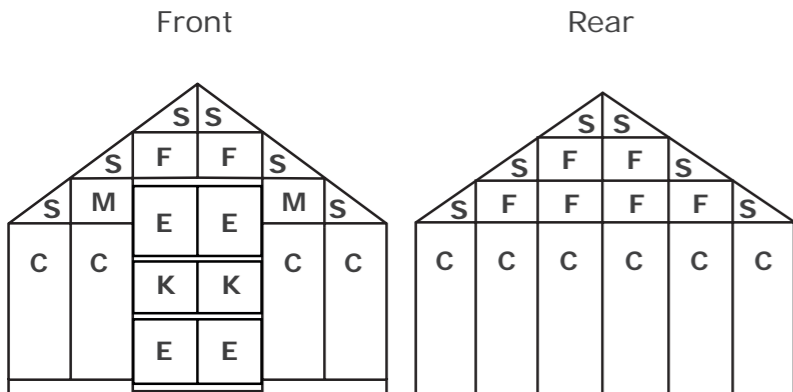 Front Rear
S S S S
S F F S S F F S
S M M S S F F F F S
E E
C C C C C C C C C C
K K
E E